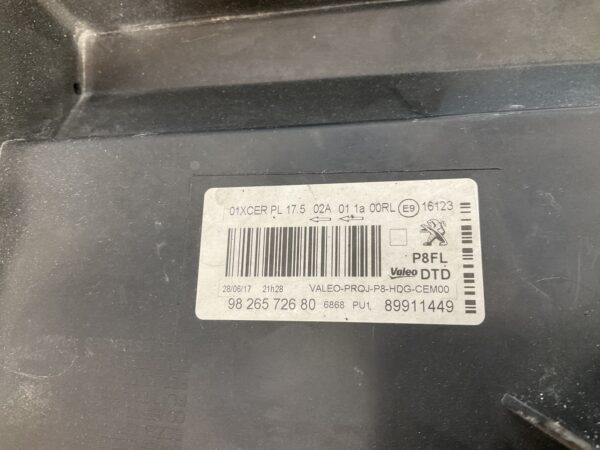 01XCER PL 17.5 02A 01 1a 00RL E9 16123
P8FL
Valeo DTD
28/06/17 21h28 VALEO-PROJ-P8-HDG-CEM00
98 265 726 80 6868 PU1. 89911449